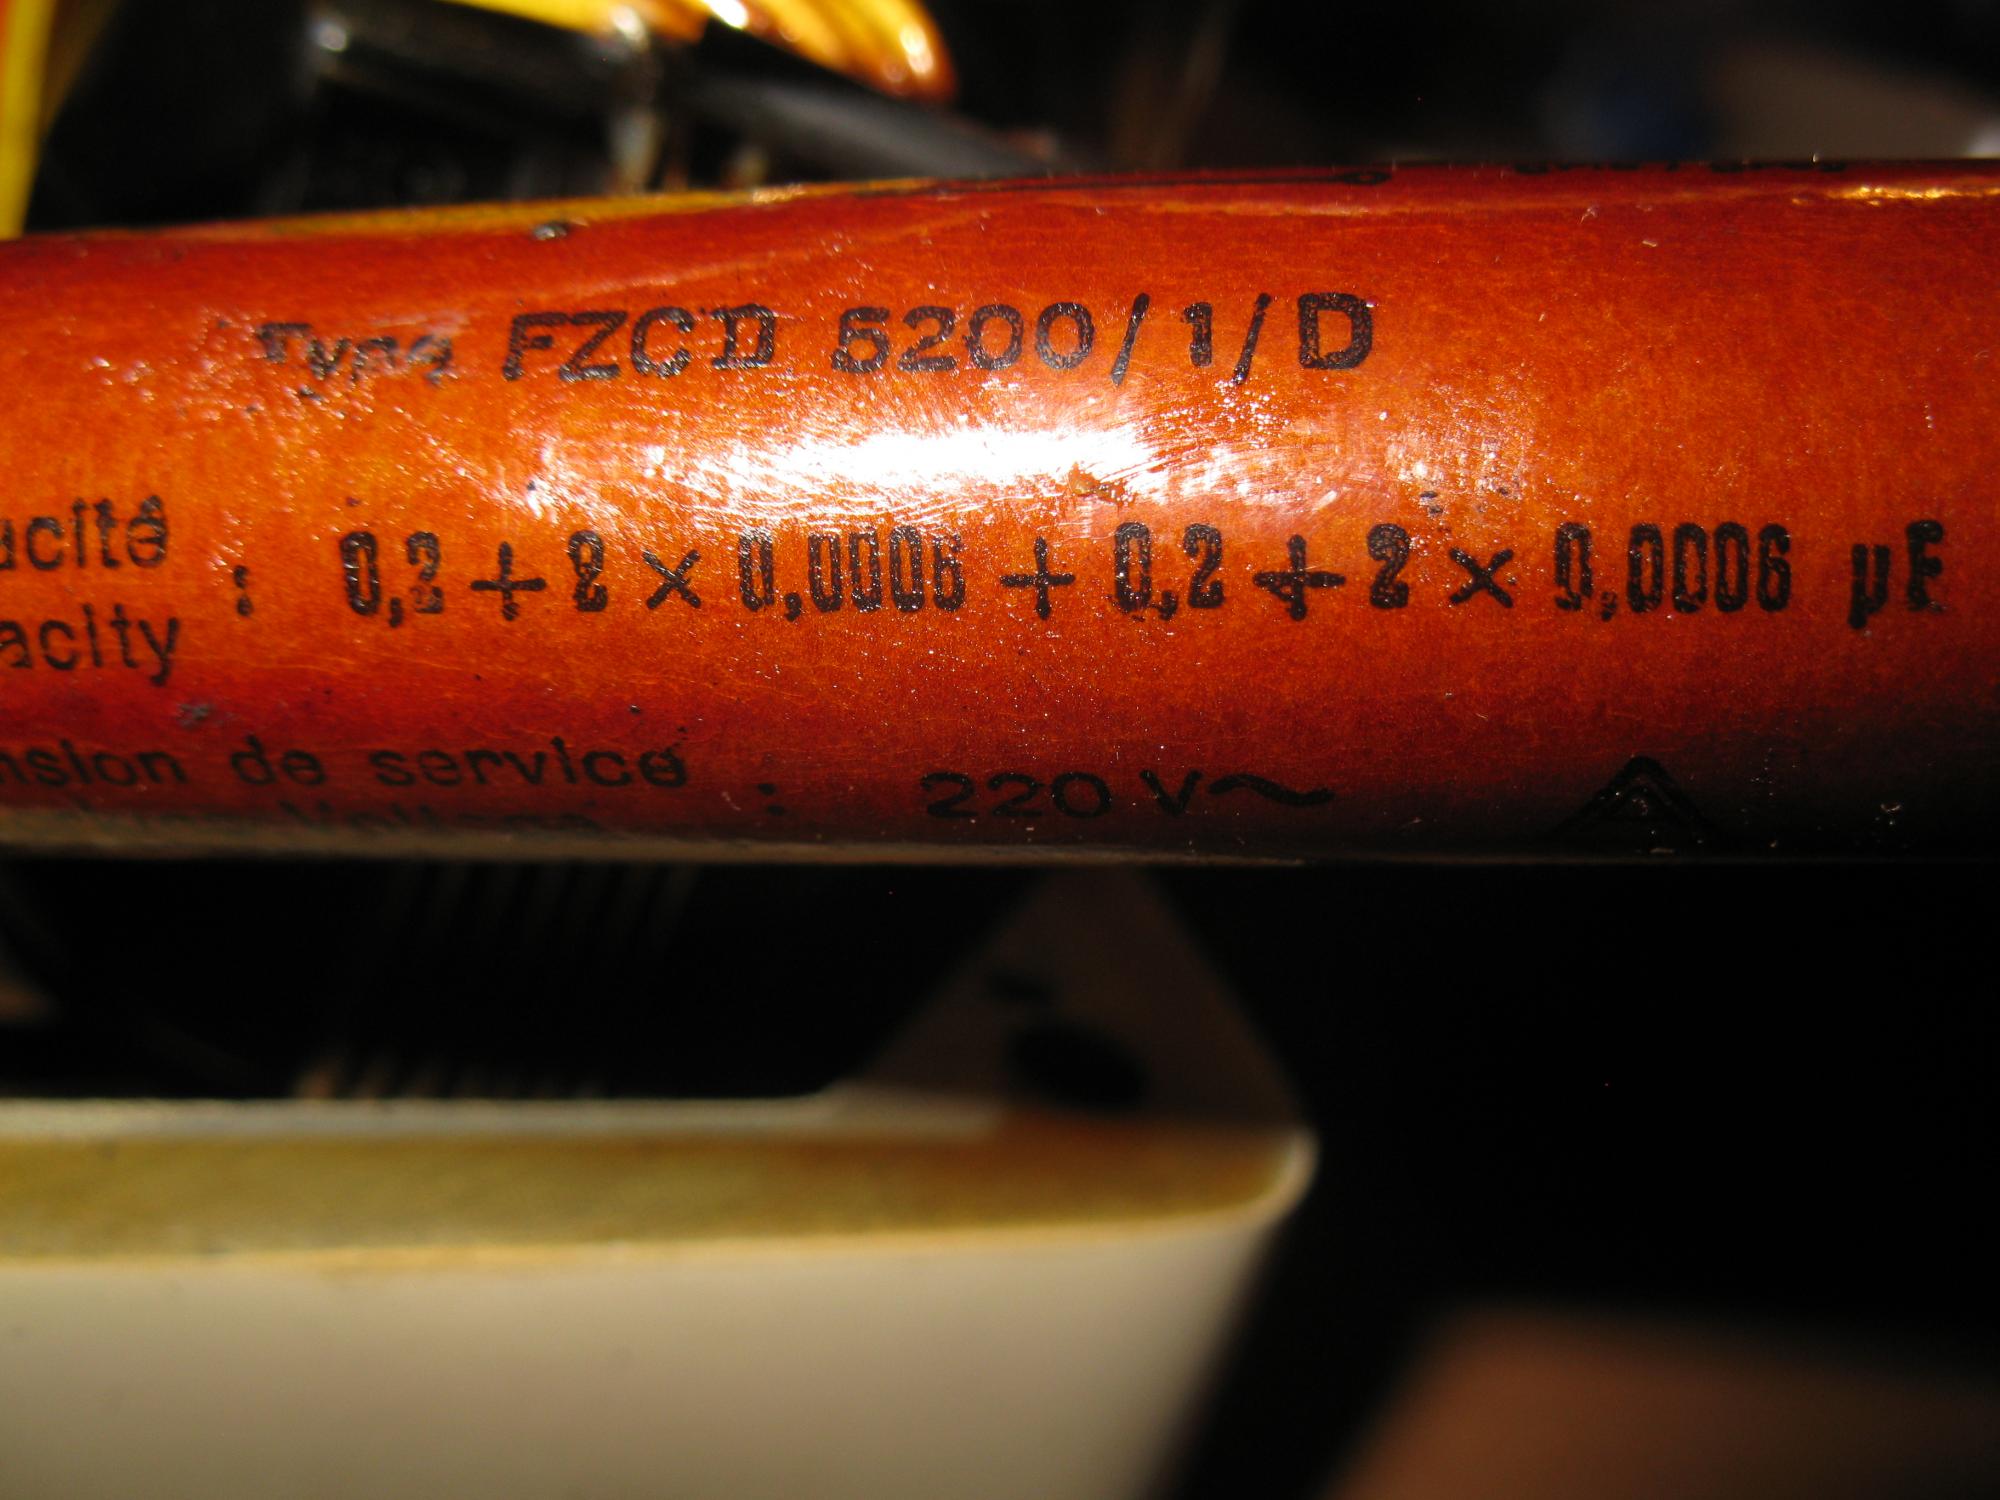 Type FZCD 5200/1/D
acité
: 0,2 + 2 × 0,0006 + 0,2 + 2 × 0,0006 µF
acity
nsion de service
: 220 V~